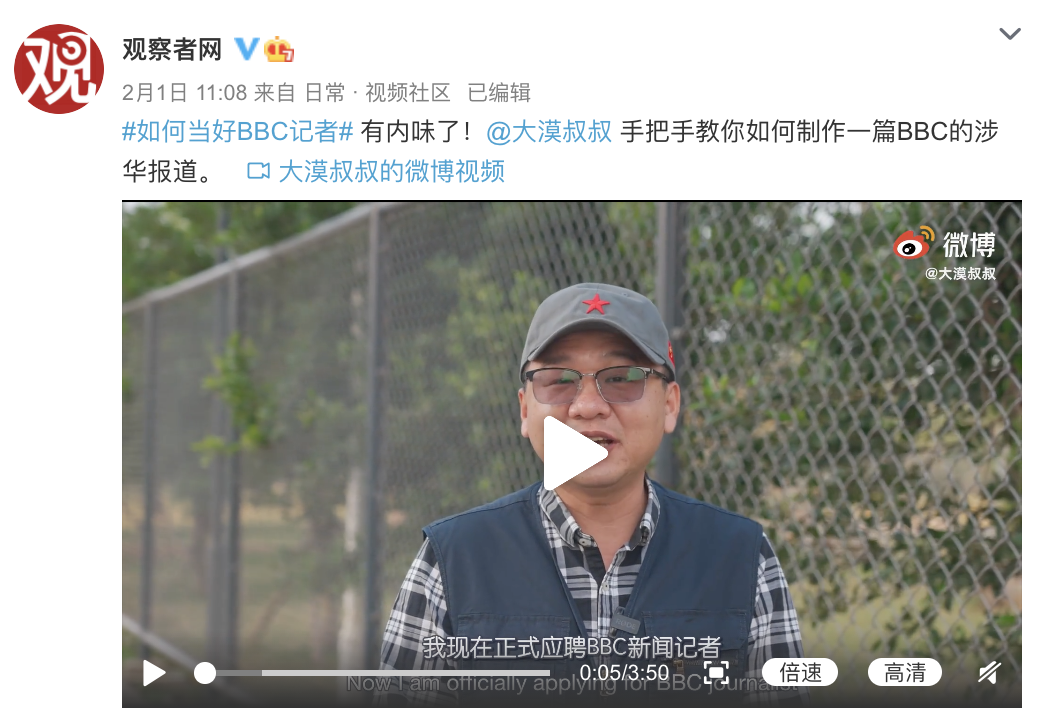 观
观察者网
2月1日 11:08 来自 日常 · 视频社区 已编辑
#如何当好BBC记者# 有内味了！@大漠叔叔 手把手教你如何制作一篇BBC的涉
华报道。 大漠叔叔的微博视频
微博
@大漠叔叔
我现在正式应聘BBC新闻记者
0:05/3:50
倍速
高清
Now I am officially applying for BBC journalist